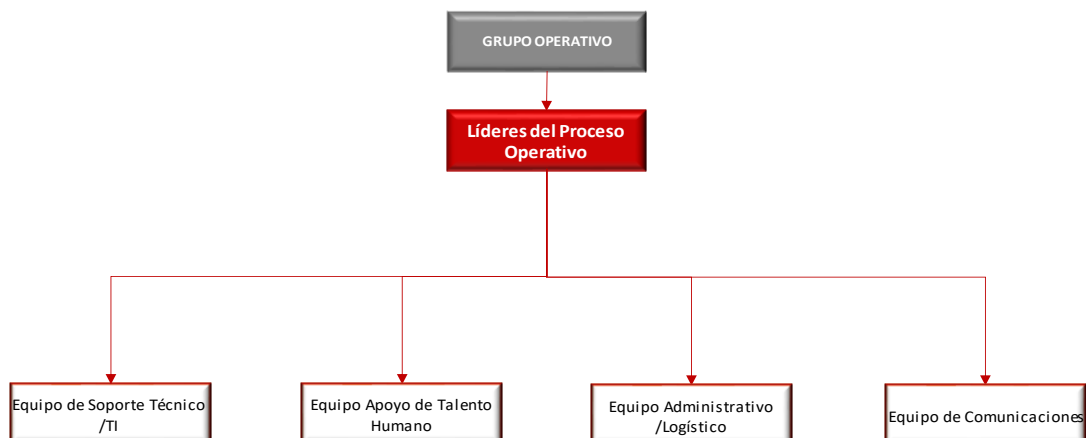 GRUPO OPERATIVO
Líderes del Proceso
Operativo
Equipo de Soporte Técnico
/TI
Equipo Apoyo de Talento
Humano
Equipo Administrativo
/Logístico
Equipo de Comunicaciones